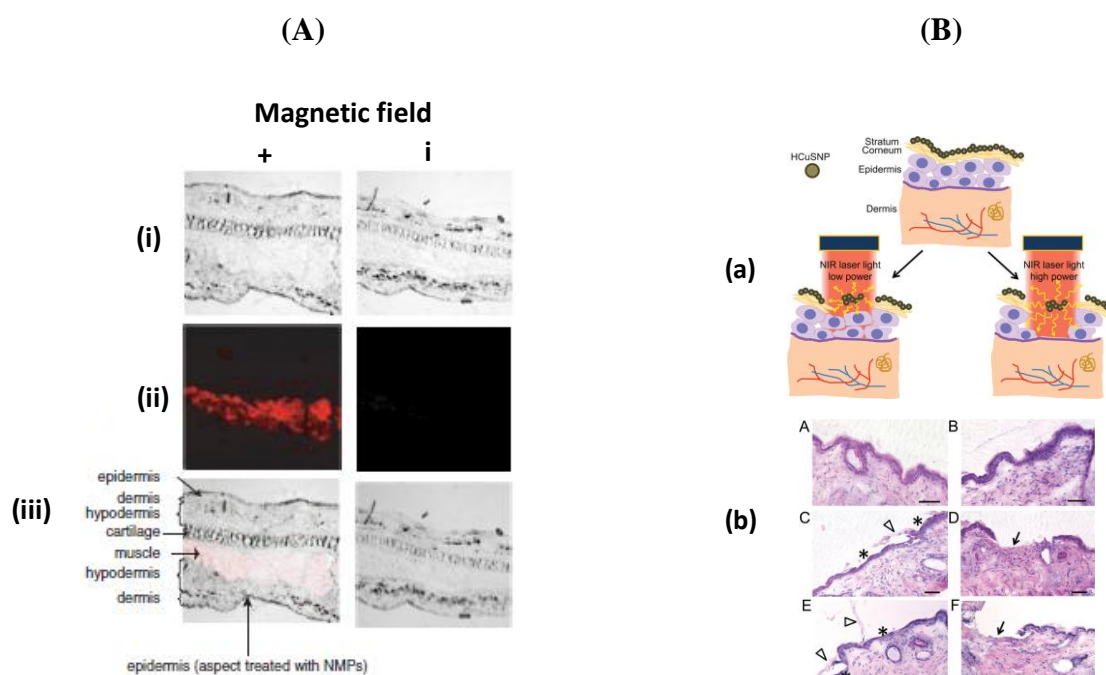 (A)
Magnetic field
+ i
(i)
(ii)
(iii)
epidermis
dermis
hypodermis
cartilage
muscle
hypodermis
dermis
epidermis (aspect treated with NMPs)
(B)
HCuSNP
Stratum
Corneum
Epidermis
Dermis
(a)
NIR laser light
low power
NIR laser light
high power
(b)
A B
C D
* *
E F
* *